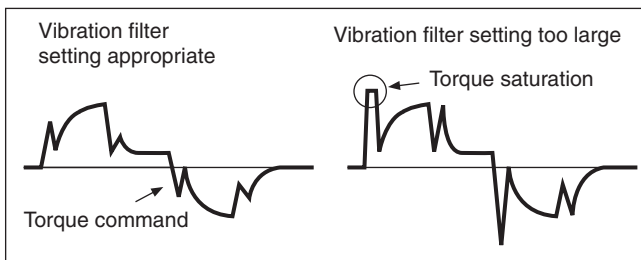 Vibration filter
setting appropriate
Torque command
Vibration filter setting too large
Torque saturation